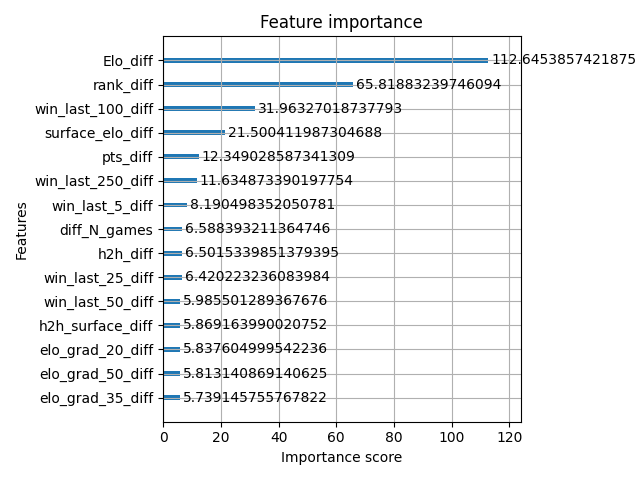 Feature importance
Elo_diff 112.6453857421875
rank_diff 65.81883239746094
win_last_100_diff 31.96327018737793
surface_elo_diff 21.500411987304688
pts_diff 12.349028587341309
win_last_250_diff 11.634873390197754
win_last_5_diff 8.190498352050781
diff_N_games 6.588393211364746
h2h_diff 6.5015339851379395
win_last_25_diff 6.420223236083984
win_last_50_diff 5.985501289367676
h2h_surface_diff 5.869163990020752
elo_grad_20_diff 5.837604999542236
elo_grad_50_diff 5.813140869140625
elo_grad_35_diff 5.739145755767822
Features
0 20 40 60 80 100 120
Importance score